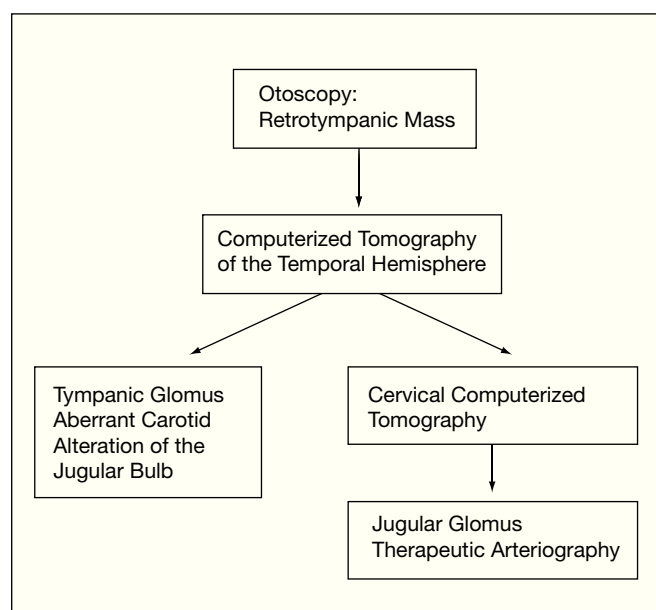 Otoscopy:
Retrotympanic Mass
Computerized Tomography
of the Temporal Hemisphere
Tympanic Glomus
Aberrant Carotid
Alteration of the
Jugular Bulb
Cervical Computerized
Tomography
Jugular Glomus
Therapeutic Arteriography